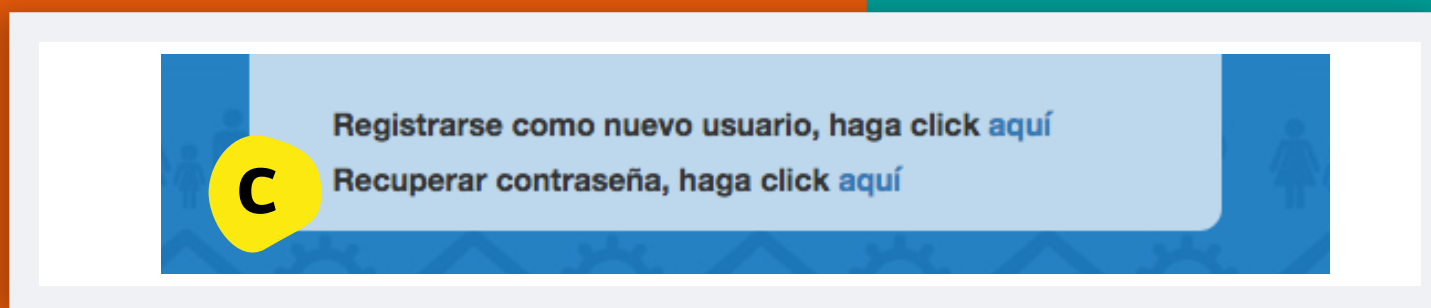 Registrarse como nuevo usuario, haga click aquí
C
Recuperar contraseña, haga click aquí